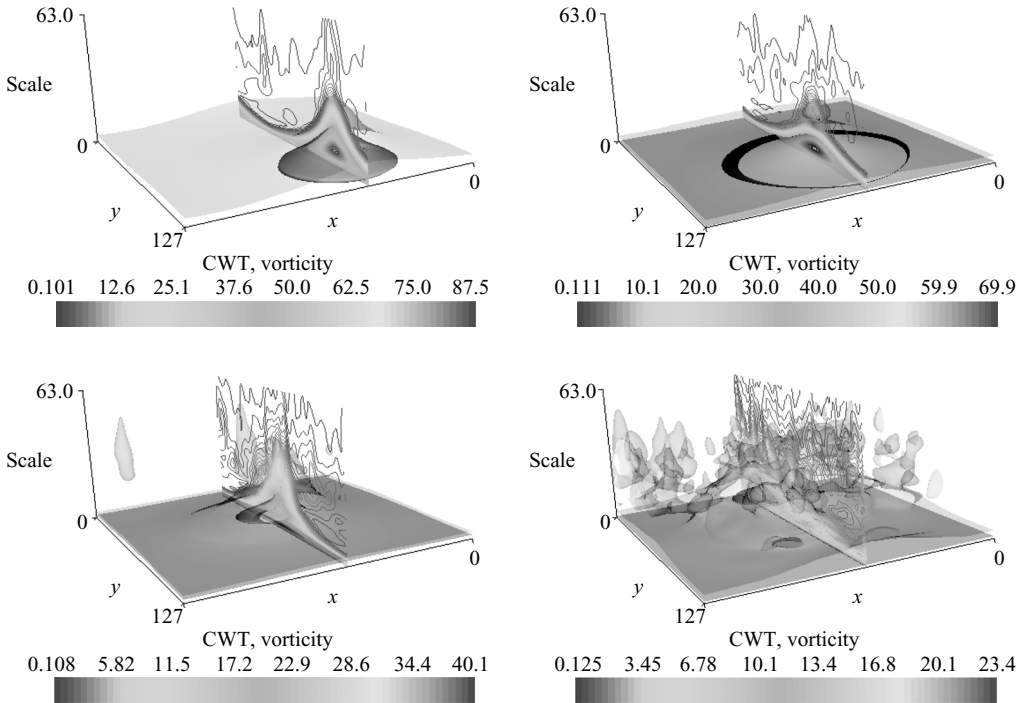 63.0
Scale
0
y
127
x
0
CWT, vorticity
0.101 12.6 25.1 37.6 50.0 62.5 75.0 87.5
63.0
Scale
0
y
127
x
0
CWT, vorticity
0.111 10.1 20.0 30.0 40.0 50.0 59.9 69.9
63.0
Scale
0
y
127
x
0
CWT, vorticity
0.108 5.82 11.5 17.2 22.9 28.6 34.4 40.1
63.0
Scale
0
y
127
x
0
CWT, vorticity
0.125 3.45 6.78 10.1 13.4 16.8 20.1 23.4